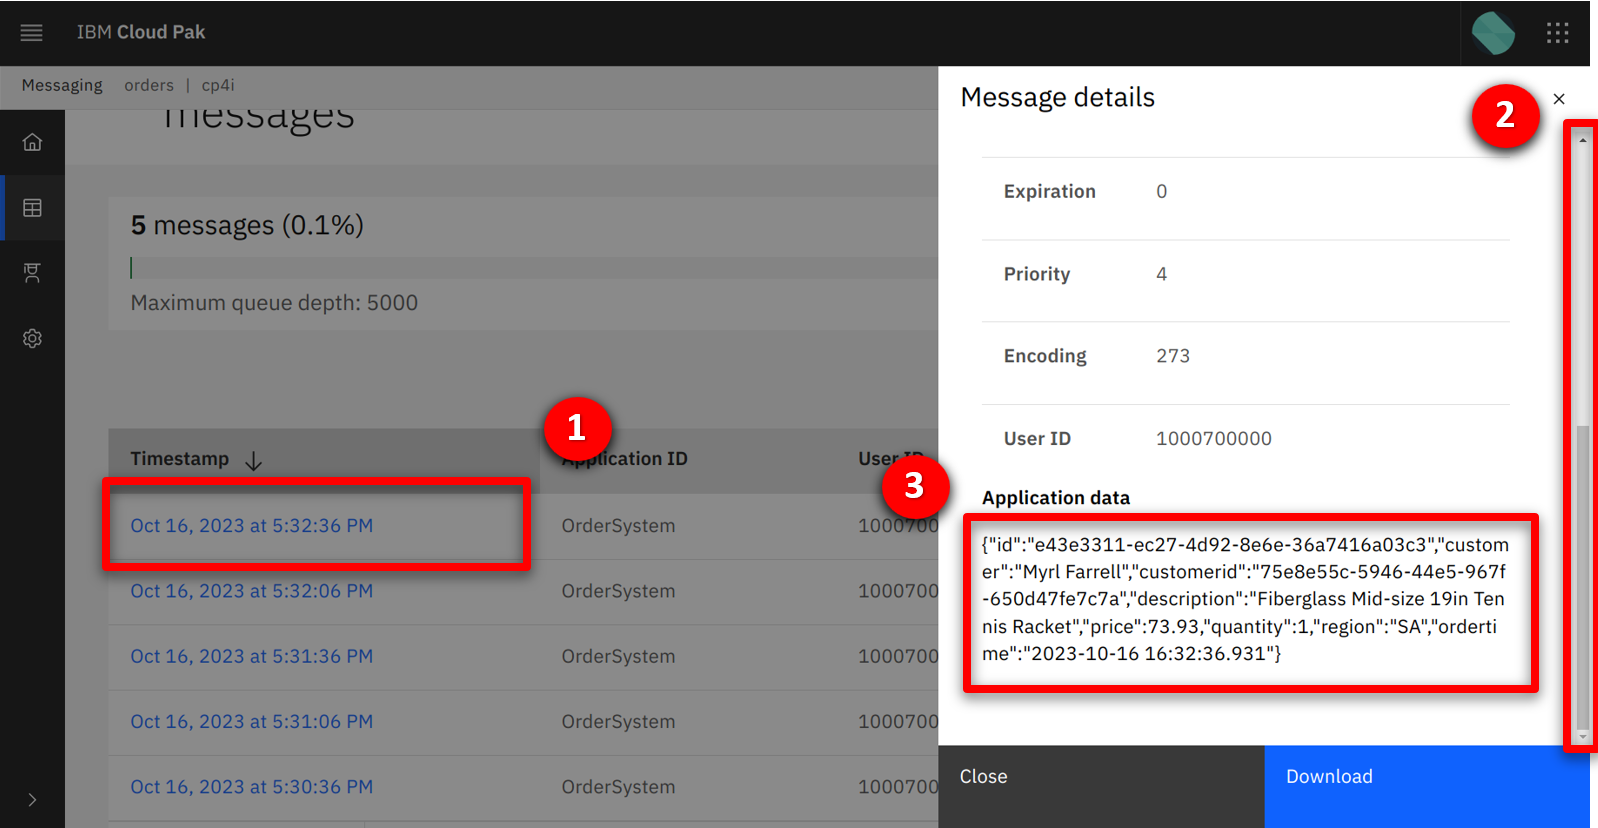 IBM Cloud Pak
Messaging orders | cp4i
messages
5 messages (0.1%)
Maximum queue depth: 5000
1
Timestamp Application ID User ID
Oct 16, 2023 at 5:32:36 PM OrderSystem 1000700
Oct 16, 2023 at 5:32:06 PM OrderSystem 1000700
Oct 16, 2023 at 5:31:36 PM OrderSystem 1000700
Oct 16, 2023 at 5:31:06 PM OrderSystem 1000700
Oct 16, 2023 at 5:30:36 PM OrderSystem 1000700
Message details
2
Expiration 0
Priority 4
Encoding 273
User ID 1000700000
3
Application data
{"id":"e43e3311-ec27-4d92-8e6e-36a7416a03c3","custom
er":"Myrl Farrell","customerid":"75e8e55c-5946-44e5-967f
-650d47fe7c7a","description":"Fiberglass Mid-size 19in Ten
nis Racket","price":73.93,"quantity":1,"region":"SA","orderti
me":"2023-10-16 16:32:36.931"}
Close Download